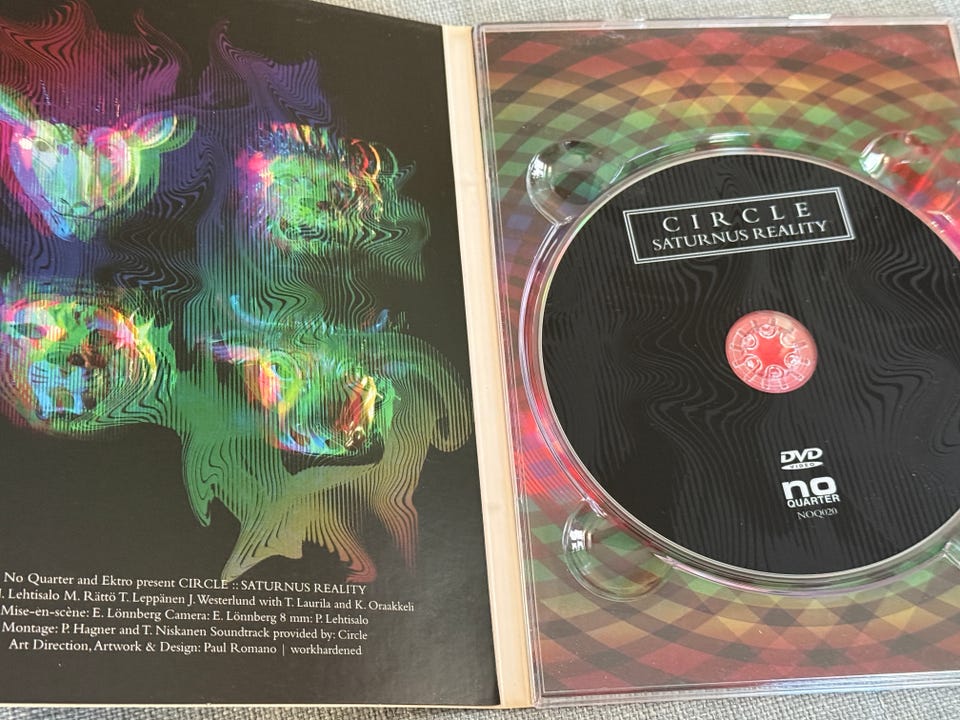 No Quarter and Ektro present CIRCLE :: SATURNUS REALITY
. Lehtisalo M. Rättö T. Leppänen J. Westerlund with T. Laurila and K. Oraakkeli
Mise-en-scène: E. Lönnberg Camera: E. Lönnberg 8 mm: P. Lehtisalo
Montage: P. Hagner and T. Niskanen Soundtrack provided by: Circle
Art Direction, Artwork & Design: Paul Romano | workhardened
CIRCLE
SATURNUS REALITY
DVD
VIDEO
no
QUARTER
NOQ020